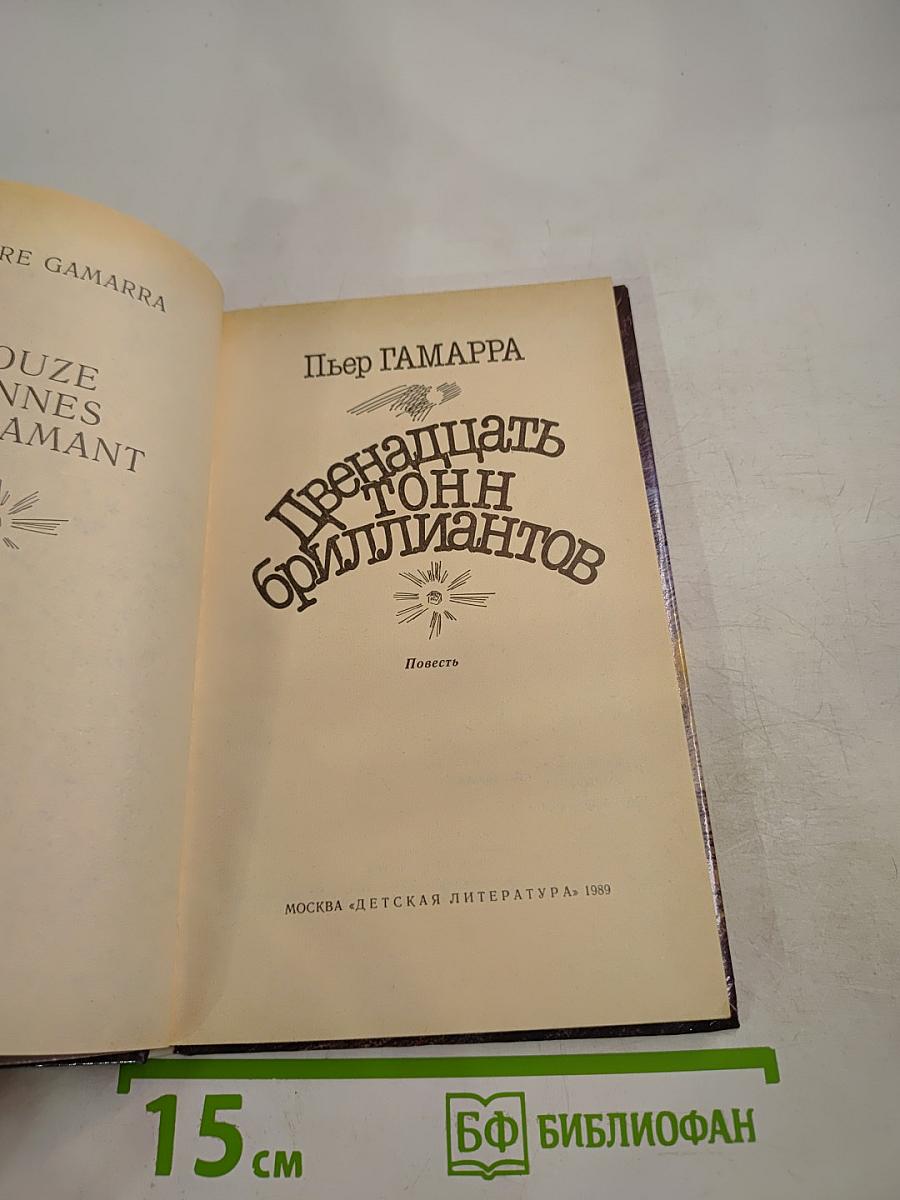 RE GAMARRA
OUZE
NNES
AMANT
Пьер ГАМАРРА
Двенадцать
тонн
бриллиантов
Повесть
МОСКВА «ДЕТСКАЯ ЛИТЕРАТУРА» 1989
15 см
БФ БИБЛИОФАН